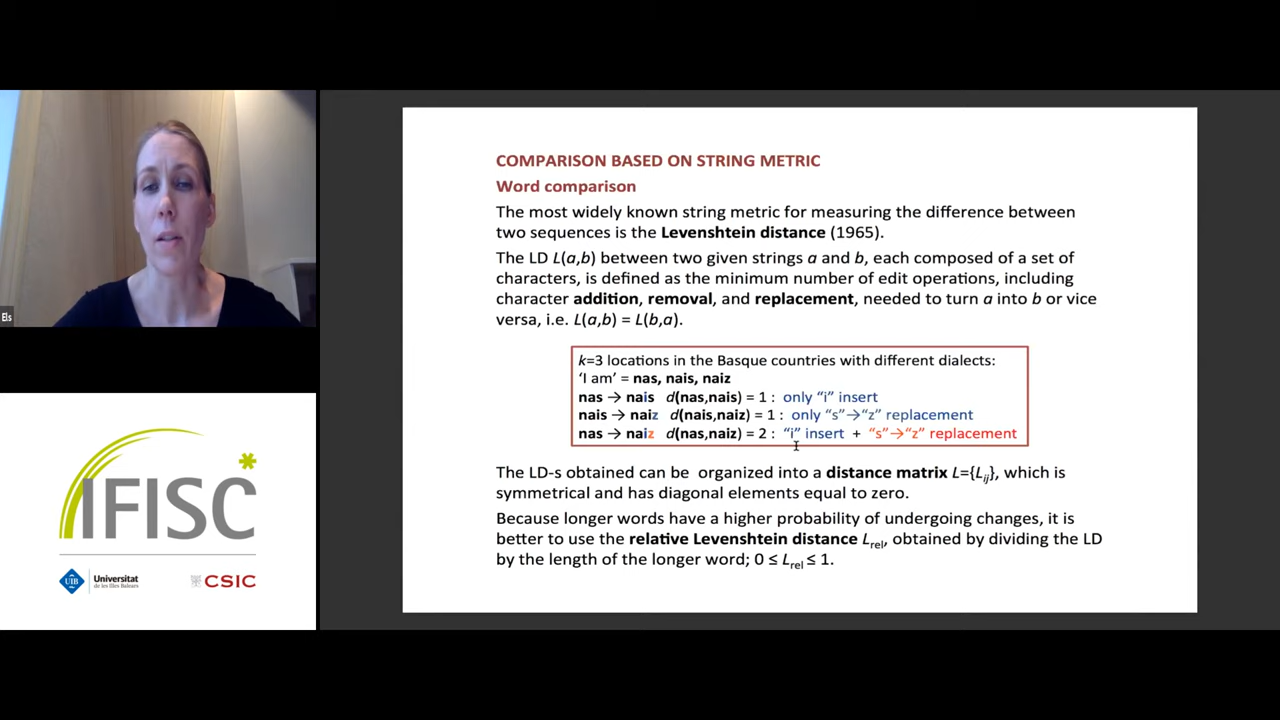 COMPARISON BASED ON STRING METRIC
Word comparison
The most widely known string metric for measuring the difference between
two sequences is the Levenshtein distance (1965).
The LD L(a,b) between two given strings a and b, each composed of a set of
characters, is defined as the minimum number of edit operations, including
character addition, removal, and replacement, needed to turn a into b or vice
versa, i.e. L(a,b) = L(b,a).
k=3 locations in the Basque countries with different dialects:
‘I am’ = nas, nais, naiz
nas → nais d(nas,nais) = 1 : only “i” insert
nais → naiz d(nais,naiz) = 1 : only “s”→“z” replacement
nas → naiz d(nas,naiz) = 2 : “i” insert + “s”→“z” replacement
The LD-s obtained can be organized into a distance matrix L={Lij}, which is
symmetrical and has diagonal elements equal to zero.
Because longer words have a higher probability of undergoing changes, it is
better to use the relative Levenshtein distance Lrel, obtained by dividing the LD
by the length of the longer word; 0 ≤ Lrel ≤ 1.
Els
IFISC
UIB
Universitat
de les Illes Balears
CSIC